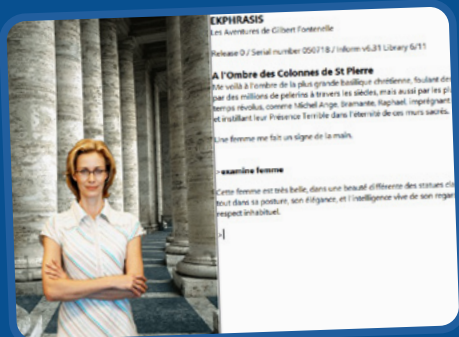 EKPHRASIS
Les Aventures de Gilbert Fontenelle
Release 0 / Serial number 050718 / Inform v6.31 Library 6/11
A l'Ombre des Colonnes de St Pierre
Me voilà à l'ombre de la plus grande basilique chrétienne, foulant des
par des millions de pelerins à travers les siècles, mais aussi par les pl
temps révolus, comme Michel Ange, Bramante, Raphael, imprégnant
et instillant leur Présence Terrible dans l'éternité de ces murs sacrés.
Une femme me fait un signe de la main.
>examine femme
Cette femme est très belle, dans une beauté différente des statues cla
tout dans sa posture, son élégance, et l'intelligence vive de son regar
respect inhabituel.
>